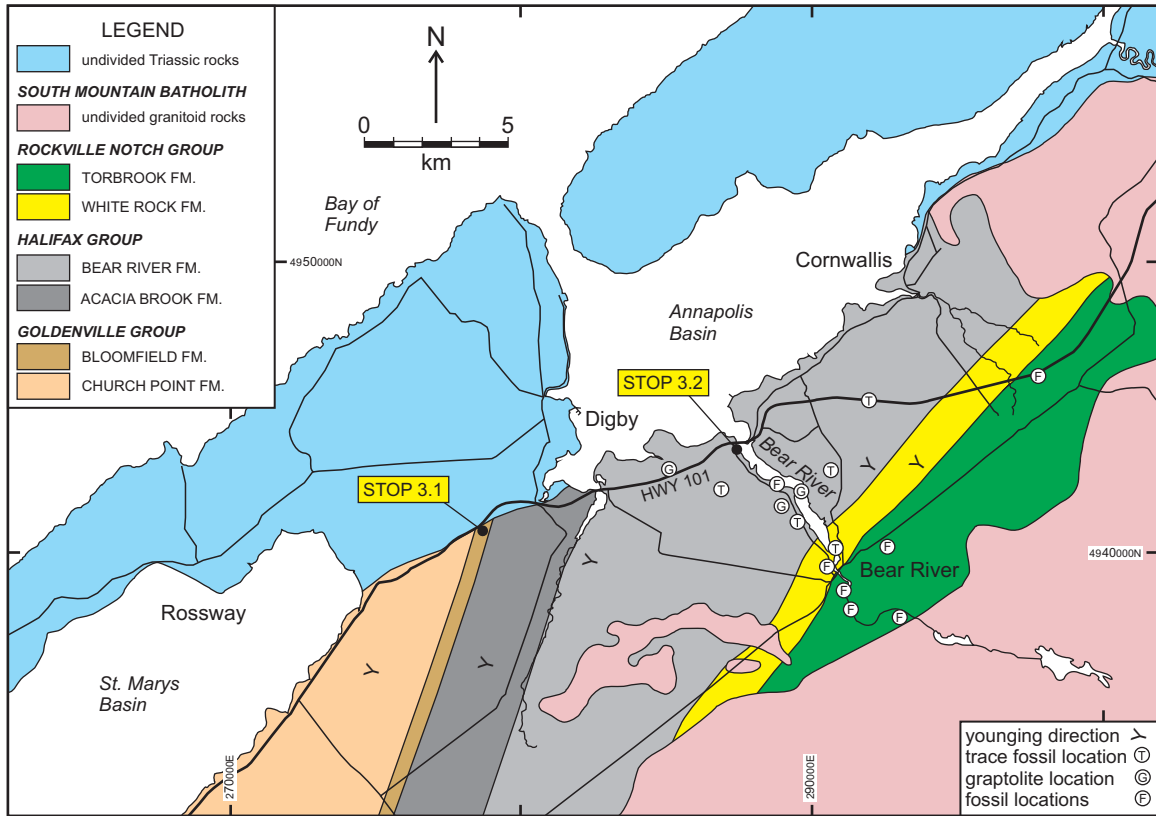 LEGEND
undivided Triassic rocks
SOUTH MOUNTAIN BATHOLITH
undivided granitoid rocks
ROCKVILLE NOTCH GROUP
TORBROOK FM.
WHITE ROCK FM.
HALIFAX GROUP
BEAR RIVER FM.
ACACIA BROOK FM.
GOLDENVILLE GROUP
BLOOMFIELD FM.
CHURCH POINT FM.
N
0 5
km
Bay of
Fundy
4950000N
Cornwallis
Annapolis
Basin
STOP 3.2
F
T
Digby
Bear River
HWY 101
G
T
T
F
G
G
T
STOP 3.1
T
F
F
4940000N
Bear River
F
F
F
Rossway
St. Marys
Basin
270000E
290000E
younging direction
trace fossil location T
graptolite location G
fossil locations F